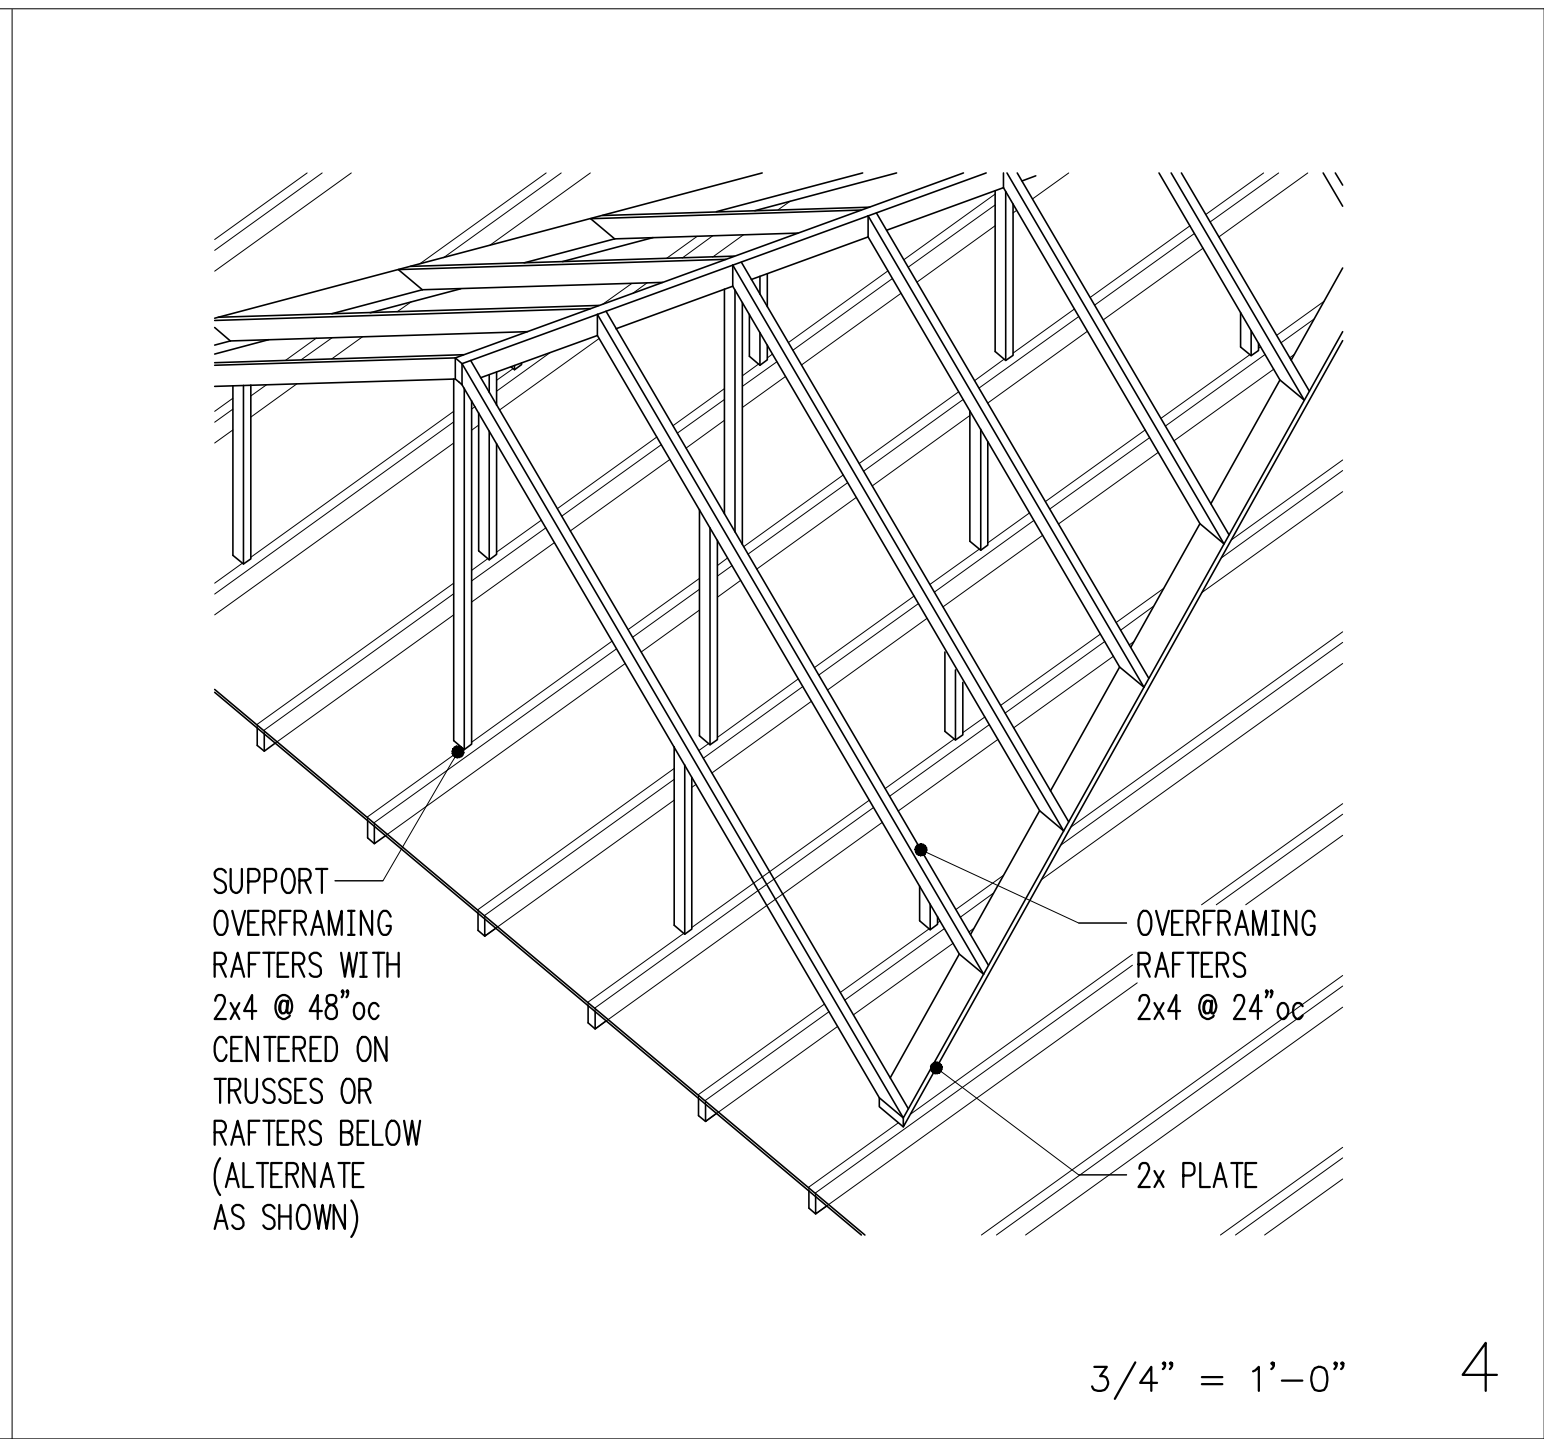 SUPPORT
OVERFRAMING
RAFTERS WITH
2x4 @ 48”oc
CENTERED ON
TRUSSES OR
RAFTERS BELOW
(ALTERNATE
AS SHOWN)
OVERFRAMING
RAFTERS
2x4 @ 24”oc
2x PLATE
3/4” = 1’-0”
4